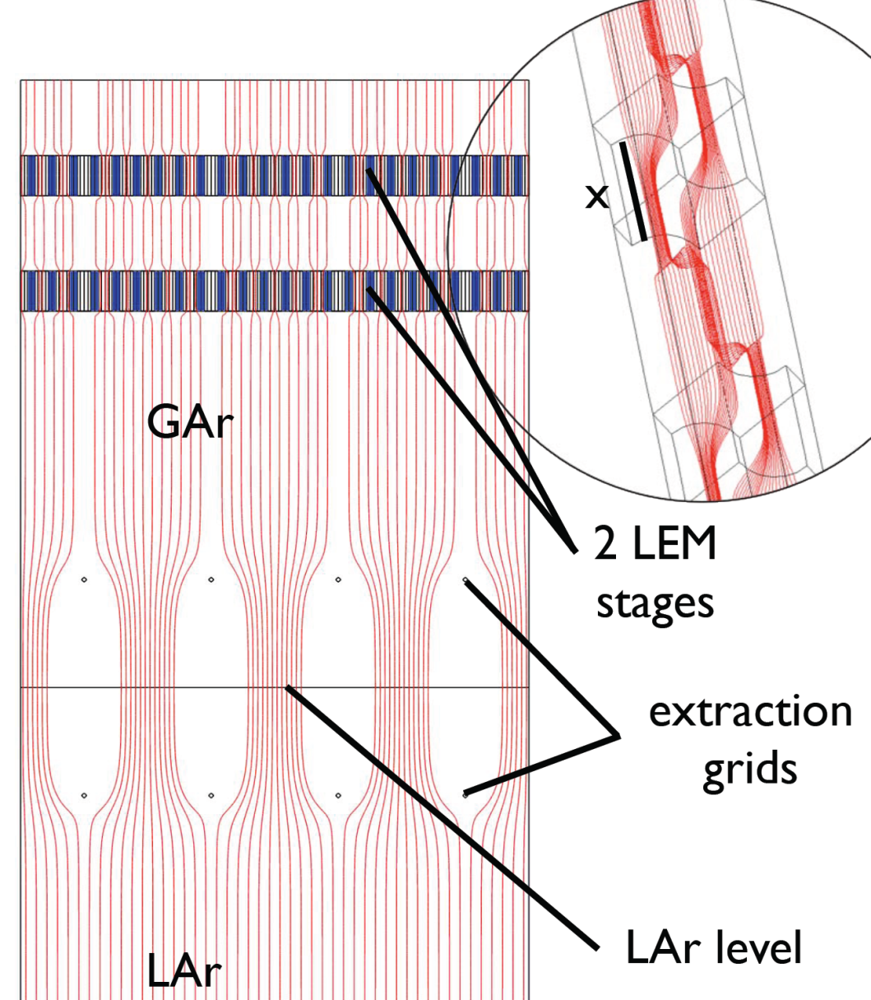 x
GAr
2 LEM
stages
extraction
grids
LAr level
LAr